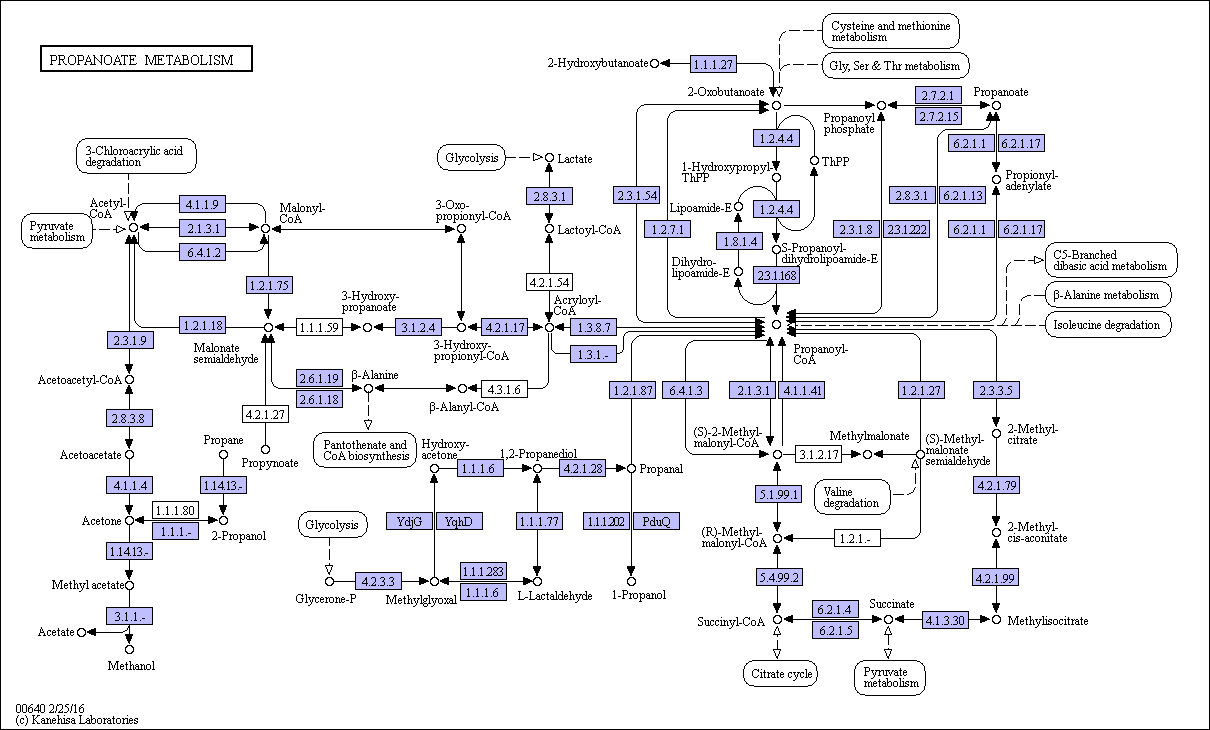 PROPANOATE METABOLISM
Cysteine and methionine
metabolism
Gly, Ser & Thr metabolism
2-Hydroxybutanoate
1.1.1.27
2-Oxobutanoate
Propanoyl
phosphate
2.7.2.1
2.7.2.15
Propanoate
1.2.4.4
ThPP
1-Hydroxypropyl-
ThPP
6.2.1.1
6.2.1.17
Propionyl-
adenylate
3-Chloroacrylic acid
degradation
Glycolysis
Lactate
2.8.3.1
2.3.1.54
2.8.3.1
6.2.1.13
Acetyl-
CoA
4.1.1.9
Malonyl-
CoA
3-Oxo-
propionyl-CoA
Lipoamide-E
1.2.4.4
Pyruvate
metabolism
2.1.3.1
Lactoyl-CoA
1.2.7.1
2.3.1.8
2.3.1.222
6.2.1.1
6.2.1.17
6.4.1.2
1.8.1.4
S-Propanoyl-
dihydrolipoamide-E
C5-Branched
dibasic acid metabolism
Dihydro-
lipoamide-E
2.3.1.168
1.2.1.75
4.2.1.54
β-Alanine metabolism
3-Hydroxy-
propanoate
Acryloyl-
CoA
Isoleucine degradation
1.2.1.18
1.1.1.59
3.1.2.4
4.2.1.17
1.3.8.7
2.3.1.9
Malonate
semialdehyde
3-Hydroxy-
propionyl-CoA
1.3.1.-
Propanoyl-
CoA
Acetoacetyl-CoA
2.6.1.19
2.6.1.18
β-Alanine
β-Alanyl-CoA
4.3.1.6
1.2.1.87
6.4.1.3
2.1.3.1
4.1.1.41
1.2.1.27
2.3.3.5
2.8.3.8
4.2.1.27
Acetoacetate
Propane
Propynoate
Pantothenate and
CoA biosynthesis
Hydroxy-
acetone
1,2-Propanediol
(S)-2-Methyl-
malonyl-CoA
Methylmalonate
(S)-Methyl-
malonate
semialdehyde
2-Methyl-
citrate
1.1.1.6
4.2.1.28
Propanal
3.1.2.17
4.1.1.4
1.14.13.-
5.1.99.1
Valine
degradation
4.2.1.79
Acetone
1.1.1.80
1.1.1.-
2-Propanol
Glycolysis
YdjG
YqhD
1.1.1.77
1.1.1.202
PduQ
(R)-Methyl-
malonyl-CoA
1.2.1.-
2-Methyl-
cis-aconitate
1.14.13.-
Methyl acetate
4.2.3.3
1.1.1.283
1.1.1.6
Glycerone-P
Methylglyoxal
L-Lactaldehyde
1-Propanol
5.4.99.2
4.2.1.99
3.1.1.-
Acetate
Methanol
Succinyl-CoA
6.2.1.4
6.2.1.5
Succinate
4.1.3.30
Methylisocitrate
Citrate cycle
Pyruvate
metabolism
00640 2/25/16
(c) Kanehisa Laboratories